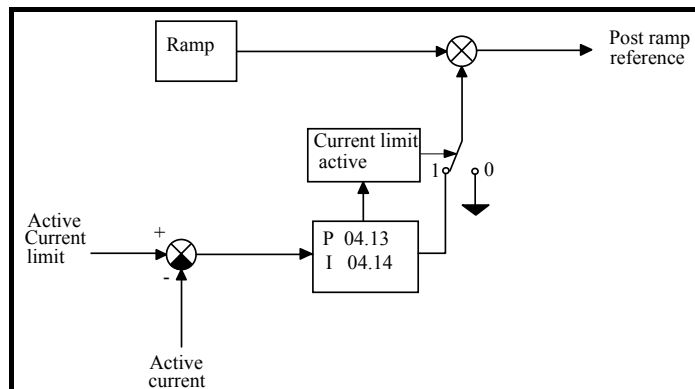 Ramp
Post ramp
reference
Current limit
active
1
0
Active
Current
limit
+
-
P 04.13
I 04.14
Active
current